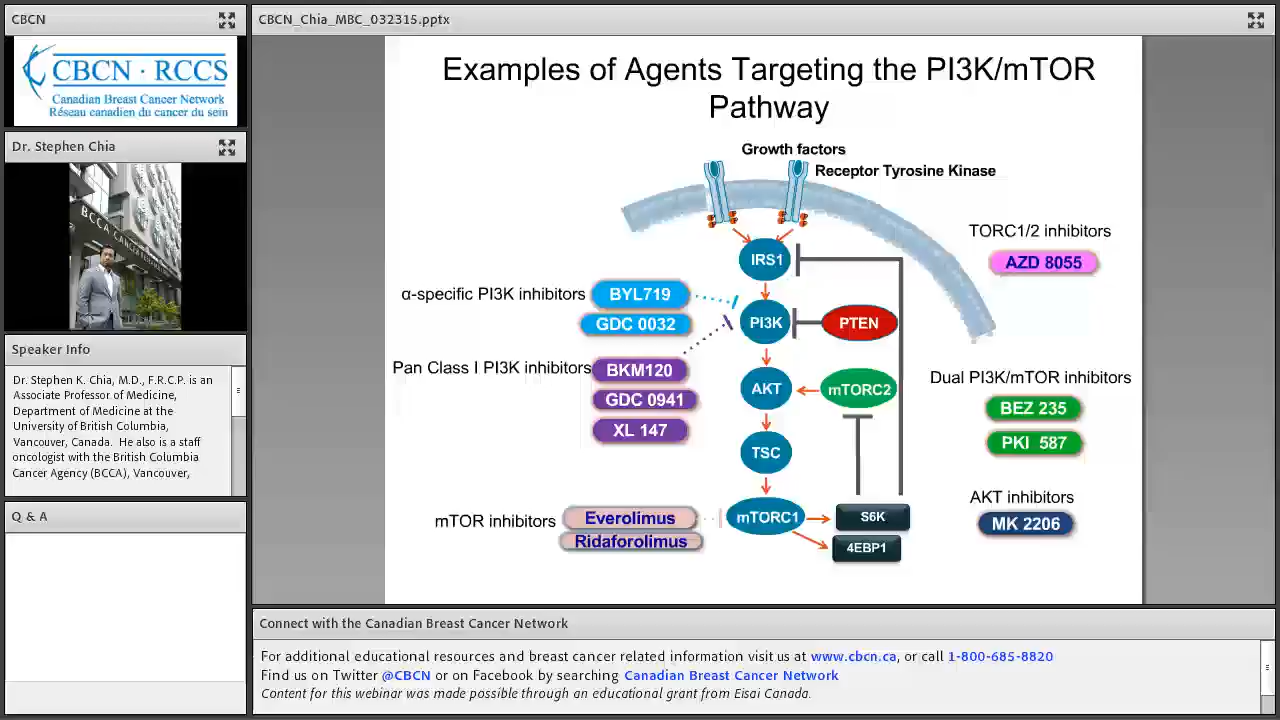 CBCN
CBCN · RCCS
Canadian Breast Cancer Network
Réseau canadien du cancer du sein
Dr. Stephen Chia
BCCA CANCER RESEARCH
Speaker Info
Dr. Stephen K. Chia, M.D., F.R.C.P. is an
Associate Professor of Medicine,
Department of Medicine at the
University of British Columbia,
Vancouver, Canada. He also is a staff
oncologist with the British Columbia
Cancer Agency (BCCA), Vancouver,
Q & A
CBCN_Chia_MBC_032315.pptx
Examples of Agents Targeting the PI3K/mTOR
Pathway
Growth factors
Receptor Tyrosine Kinase
TORC1/2 inhibitors
AZD 8055
IRS1
α-specific PI3K inhibitors
BYL719
GDC 0032
PI3K
PTEN
Pan Class I PI3K inhibitors
BKM120
GDC 0941
XL 147
AKT
mTORC2
Dual PI3K/mTOR inhibitors
BEZ 235
PKI 587
TSC
AKT inhibitors
MK 2206
mTOR inhibitors
Everolimus
Ridaforolimus
mTORC1
S6K
4EBP1
Connect with the Canadian Breast Cancer Network
For additional educational resources and breast cancer related information visit us at www.cbcn.ca, or call 1-800-685-8820
Find us on Twitter @CBCN or on Facebook by searching Canadian Breast Cancer Network
Content for this webinar was made possible through an educational grant from Eisai Canada.